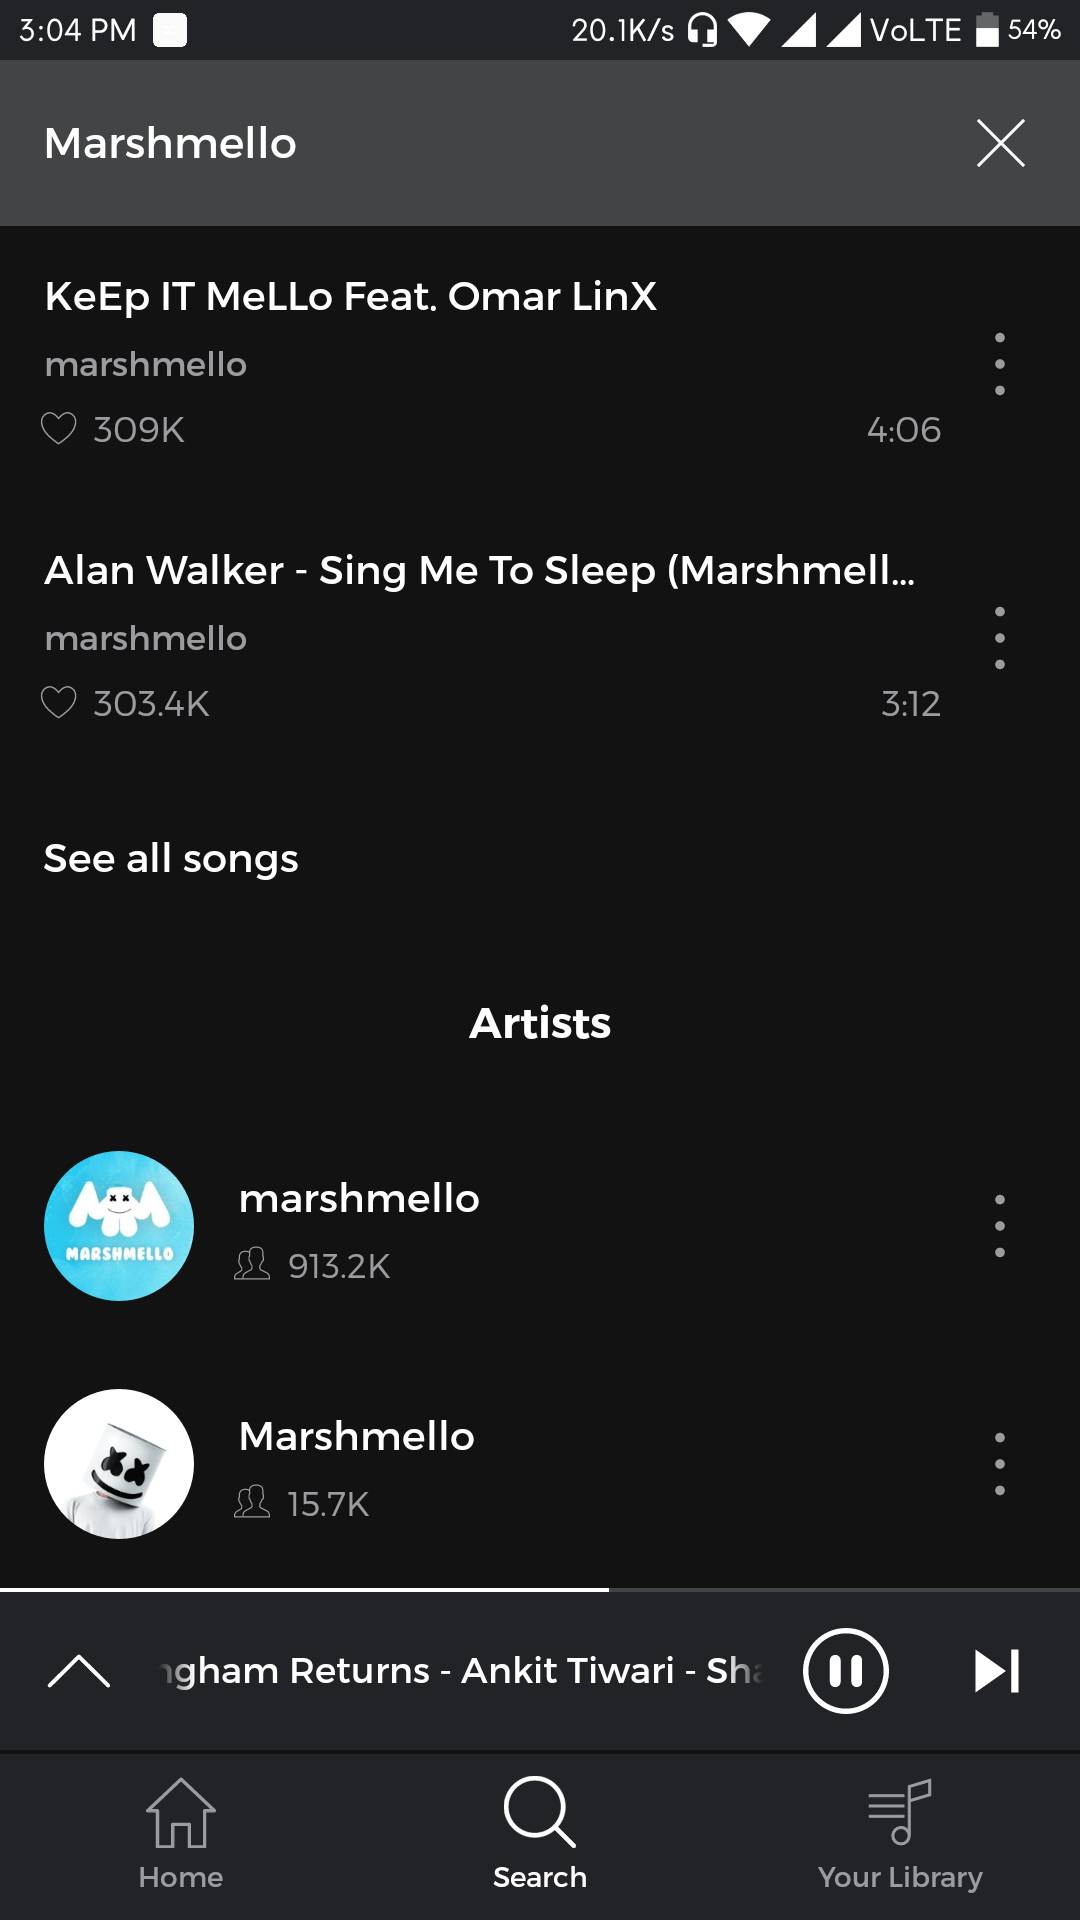 3:04 PM 20.1K/s VoLTE 54%
Marshmello
KeEp IT MeLLo Feat. Omar LinX
marshmello
309K 4:06
Alan Walker - Sing Me To Sleep (Marshmell...
marshmello
303.4K 3:12
See all songs
Artists
MARSHMELLO
marshmello
913.2K
Marshmello
15.7K
Returns - Ankit Tiwari -
Home Search Your Library